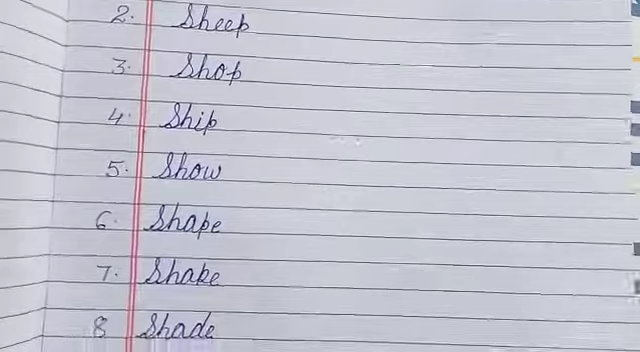 2. Sheep
3. Shop
4. Ship
5. Show
6. Shape
7. Shake
8 Shade